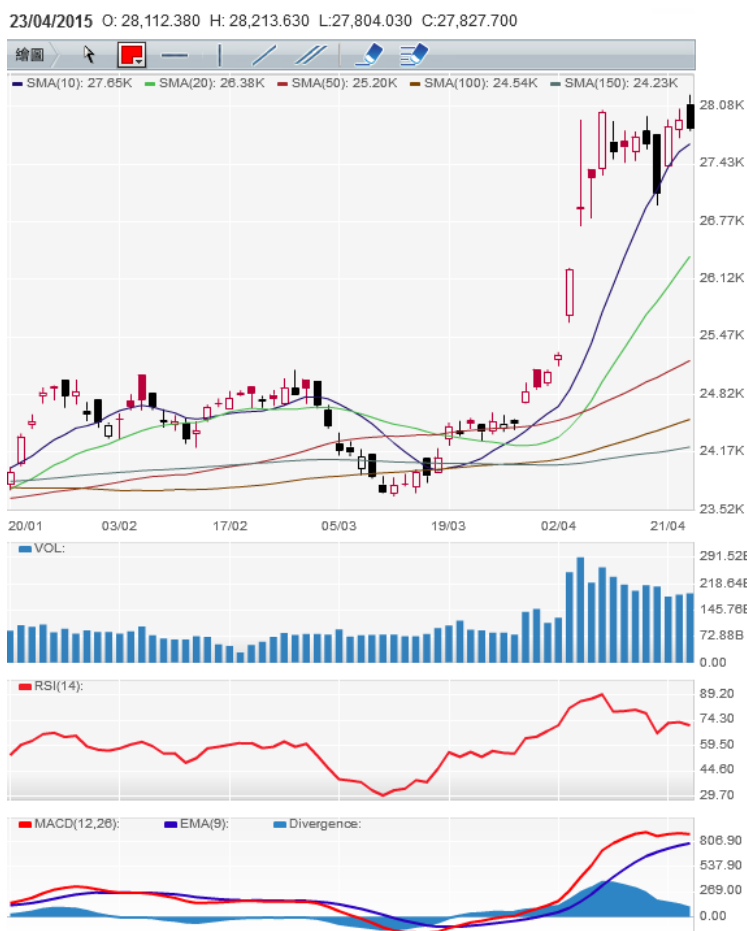 23/04/2015 O: 28,112.380 H: 28,213.630 L:27,804.030 C:27,827.700
繪圖
SMA(10): 27.65K SMA(20): 26.38K SMA(50): 25.20K SMA(100): 24.54K SMA(150): 24.23K
28.08K
27.43K
26.77K
26.12K
25.47K
24.82K
24.17K
23.52K
20/01 03/02 17/02 05/03 19/03 02/04 21/04
VOL:
291.52B
218.64B
145.76B
72.88B
0.00
RSI(14):
89.20
74.30
59.50
44.60
29.70
MACD(12,26): EMA(9): Divergence:
806.90
537.90
269.00
0.00